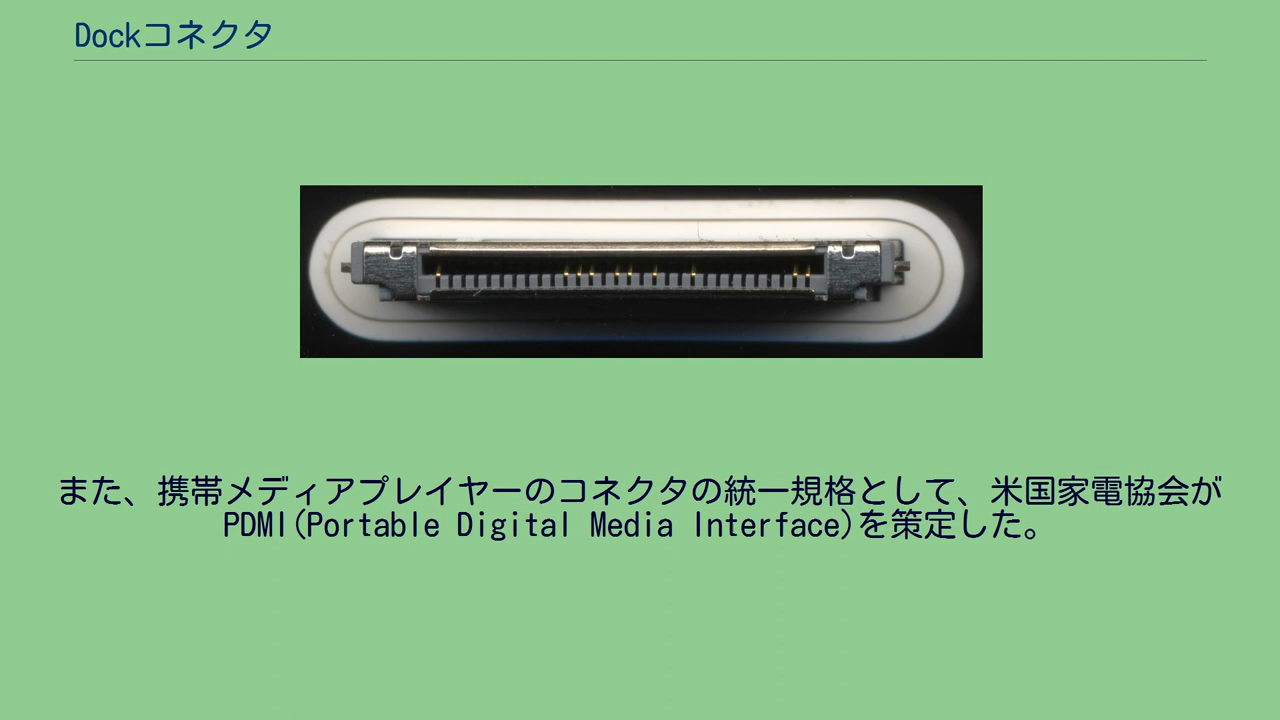 Dockコネクタ
また、携帯メディアプレイヤーのコネクタの統一規格として、米国家電協会が
PDMI(Portable Digital Media Interface)を策定した。